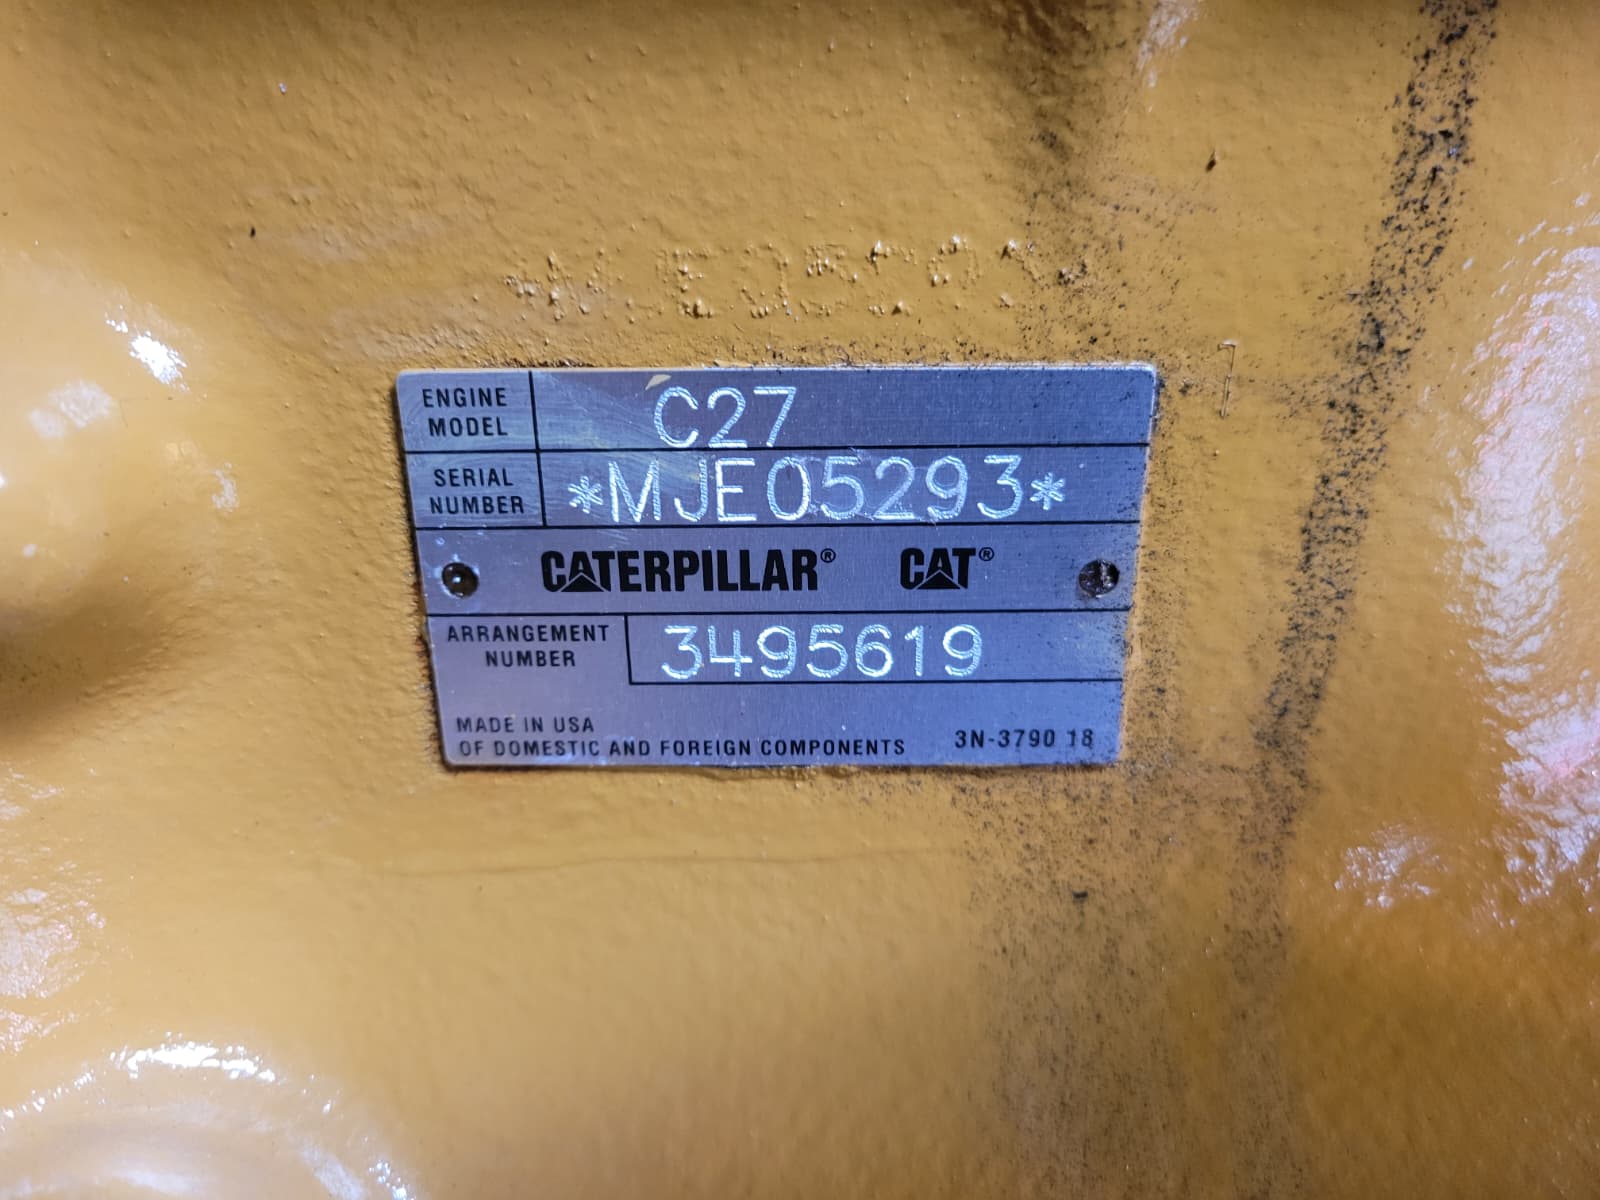 ENGINE MODEL C27
SERIAL NUMBER *MJE05293*
CATERPILLAR® CAT®
ARRANGEMENT NUMBER 3495619
MADE IN USA
OF DOMESTIC AND FOREIGN COMPONENTS 3N-3790 18